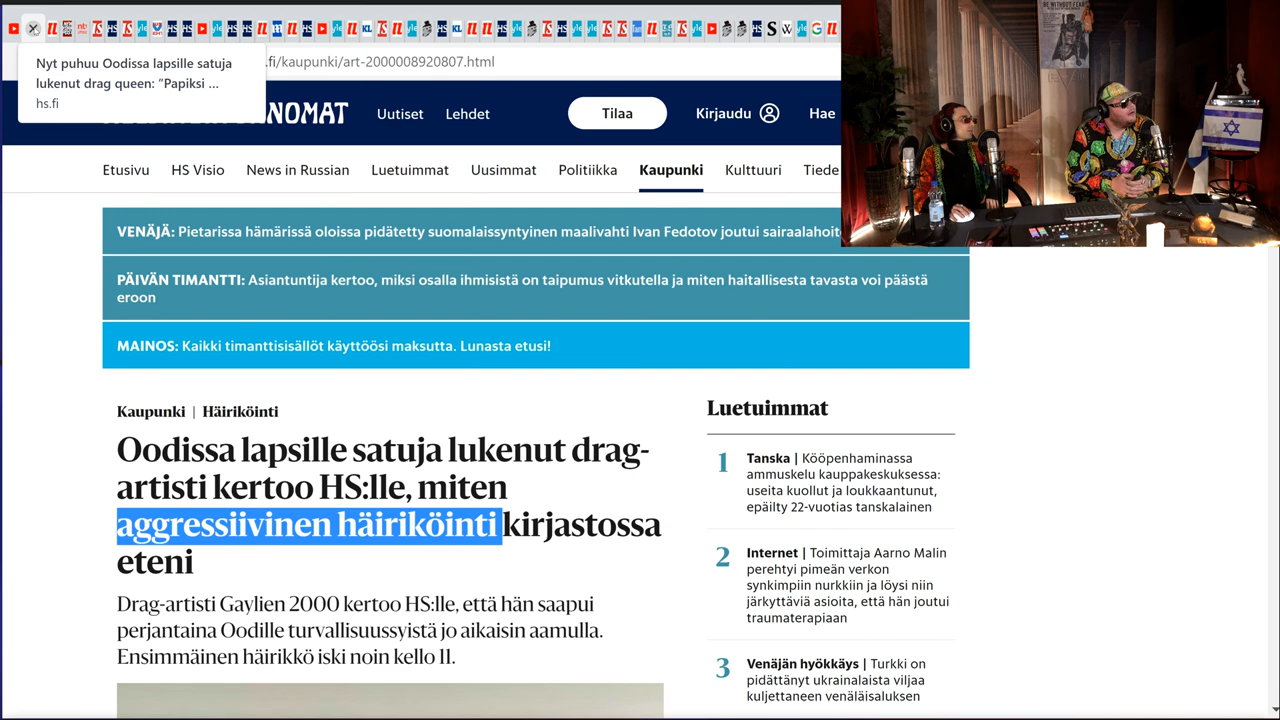 Nyt puhuu Oodissa lapsille satuja
lukenut drag queen: ”Papiksi ...
hs.fi
.fi/kaupunki/art-2000008920807.html
Uutiset
Lehdet
Tilaa
Kirjaudu
Hae
Etusivu
HS Visio
News in Russian
Luetuimmat
Uusimmat
Politiikka
Kaupunki
Kulttuuri
Tiede
VENÄJÄ: Pietarissa hämärissä oloissa pidätetty suomalaissyntyinen maalivahti Ivan Fedotov joutui sairaalahoit
PÄIVÄN TIMANTTI: Asiantuntija kertoo, miksi osalla ihmisistä on taipumus vitkutella ja miten haitallisesta tavasta voi päästä
eroon
MAINOS: Kaikki timanttisisällöt käyttöösi maksutta. Lunasta etusi!
Kaupunki | Häiriköinti
Oodissa lapsille satuja lukenut drag-
artisti kertoo HS:lle, miten
aggressiivinen häiriköinti kirjastossa
eteni
Drag-artisti Gaylien 2000 kertoo HS:lle, että hän saapui
perjantaina Oodille turvallisuussyistä jo aikaisin aamulla.
Ensimmäinen häirikkö iski noin kello 11.
Luetuimmat
1
Tanska | Kööpenhaminassa
ammuskelu kauppakeskuksessa:
useita kuollut ja loukkaantunut,
epäilty 22-vuotias tanskalainen
2
Internet | Toimittaja Aarno Malin
perehtyi pimeän verkon
synkimpiin nurkkiin ja löysi niin
järkyttäviä asioita, että hän joutui
traumaterapiaan
3
Venäjän hyökkäys | Turkki on
pidättänyt ukrainalaista viljaa
kuljettaneen venäläisaluksen